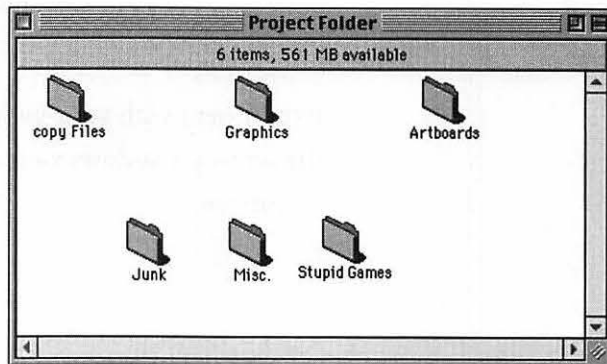 Project Folder
6 items, 561 MB available
copy Files
Graphics
Artboards
Junk
Misc.
Stupid Games